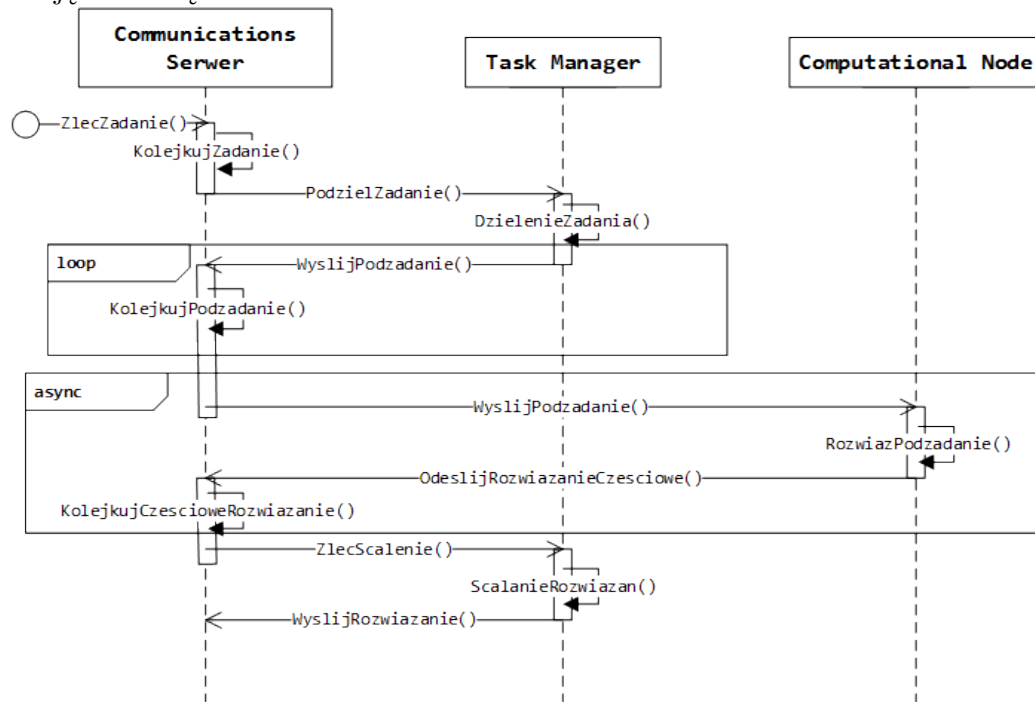 Communications
Serwer
Task Manager
Computational Node
ZlecZadanie()
KolejkujZadanie()
PodzielZadanie()
DzielenieZadania()
loop
WyslijPodzadanie()
KolejkujPodzadanie()
async
WyslijPodzadanie()
RozwiazPodzadanie()
OdeslijRozwiazanieCzesciowe()
KolejkujCzescioweRozwiazanie()
ZlecScalenie()
ScalanieRozwiazan()
WyslijRozwiazanie()